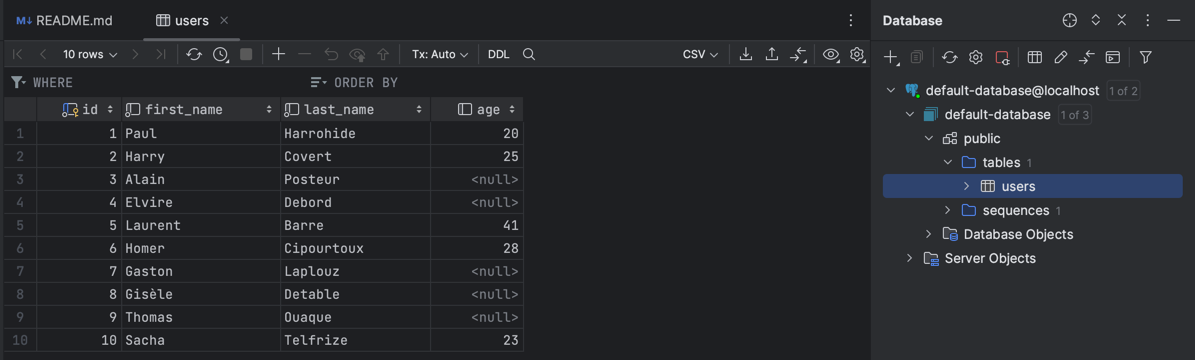 README.md users Database
10 rows Tx: Auto DDL CSV
WHERE ORDER BY
id first_name last_name age
1 1 Paul Harrohide 20
2 2 Harry Covert 25
3 3 Alain Posteur <null>
4 4 Elvire Debord <null>
5 5 Laurent Barre 41
6 6 Homer Cipourtoux 28
7 7 Gaston Laplouz <null>
8 8 Gisèle Detable <null>
9 9 Thomas Ouaque <null>
10 10 Sacha Telfrize 23
default-database@localhost 1 of 2
default-database 1 of 3
public
tables 1
users
sequences 1
Database Objects
Server Objects